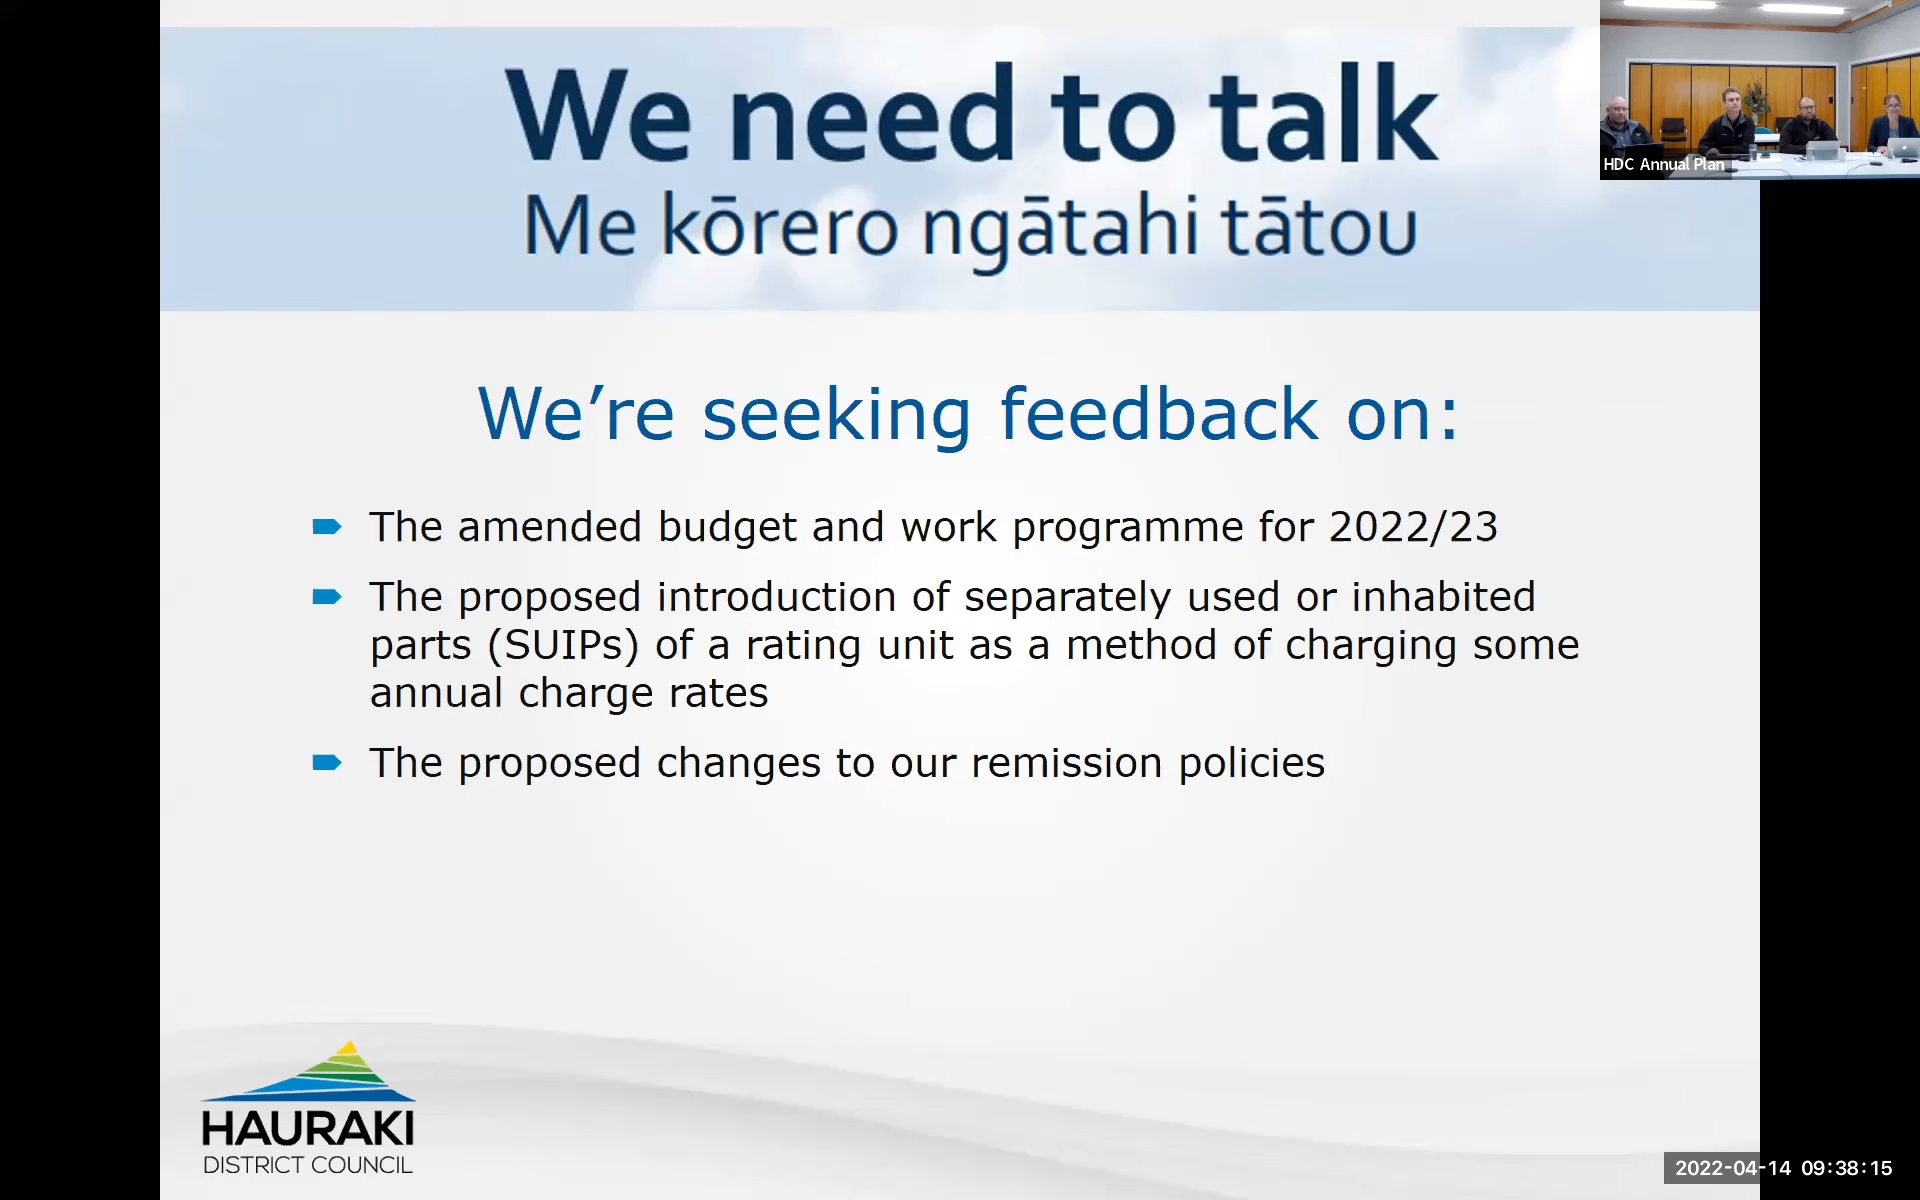 We need to talk
Me kōrero ngātahi tātou
HDC Annual Plan
We’re seeking feedback on:
The amended budget and work programme for 2022/23
The proposed introduction of separately used or inhabited
parts (SUIPs) of a rating unit as a method of charging some
annual charge rates
The proposed changes to our remission policies
HAURAKI
DISTRICT COUNCIL
2022-04-14 09:38:15